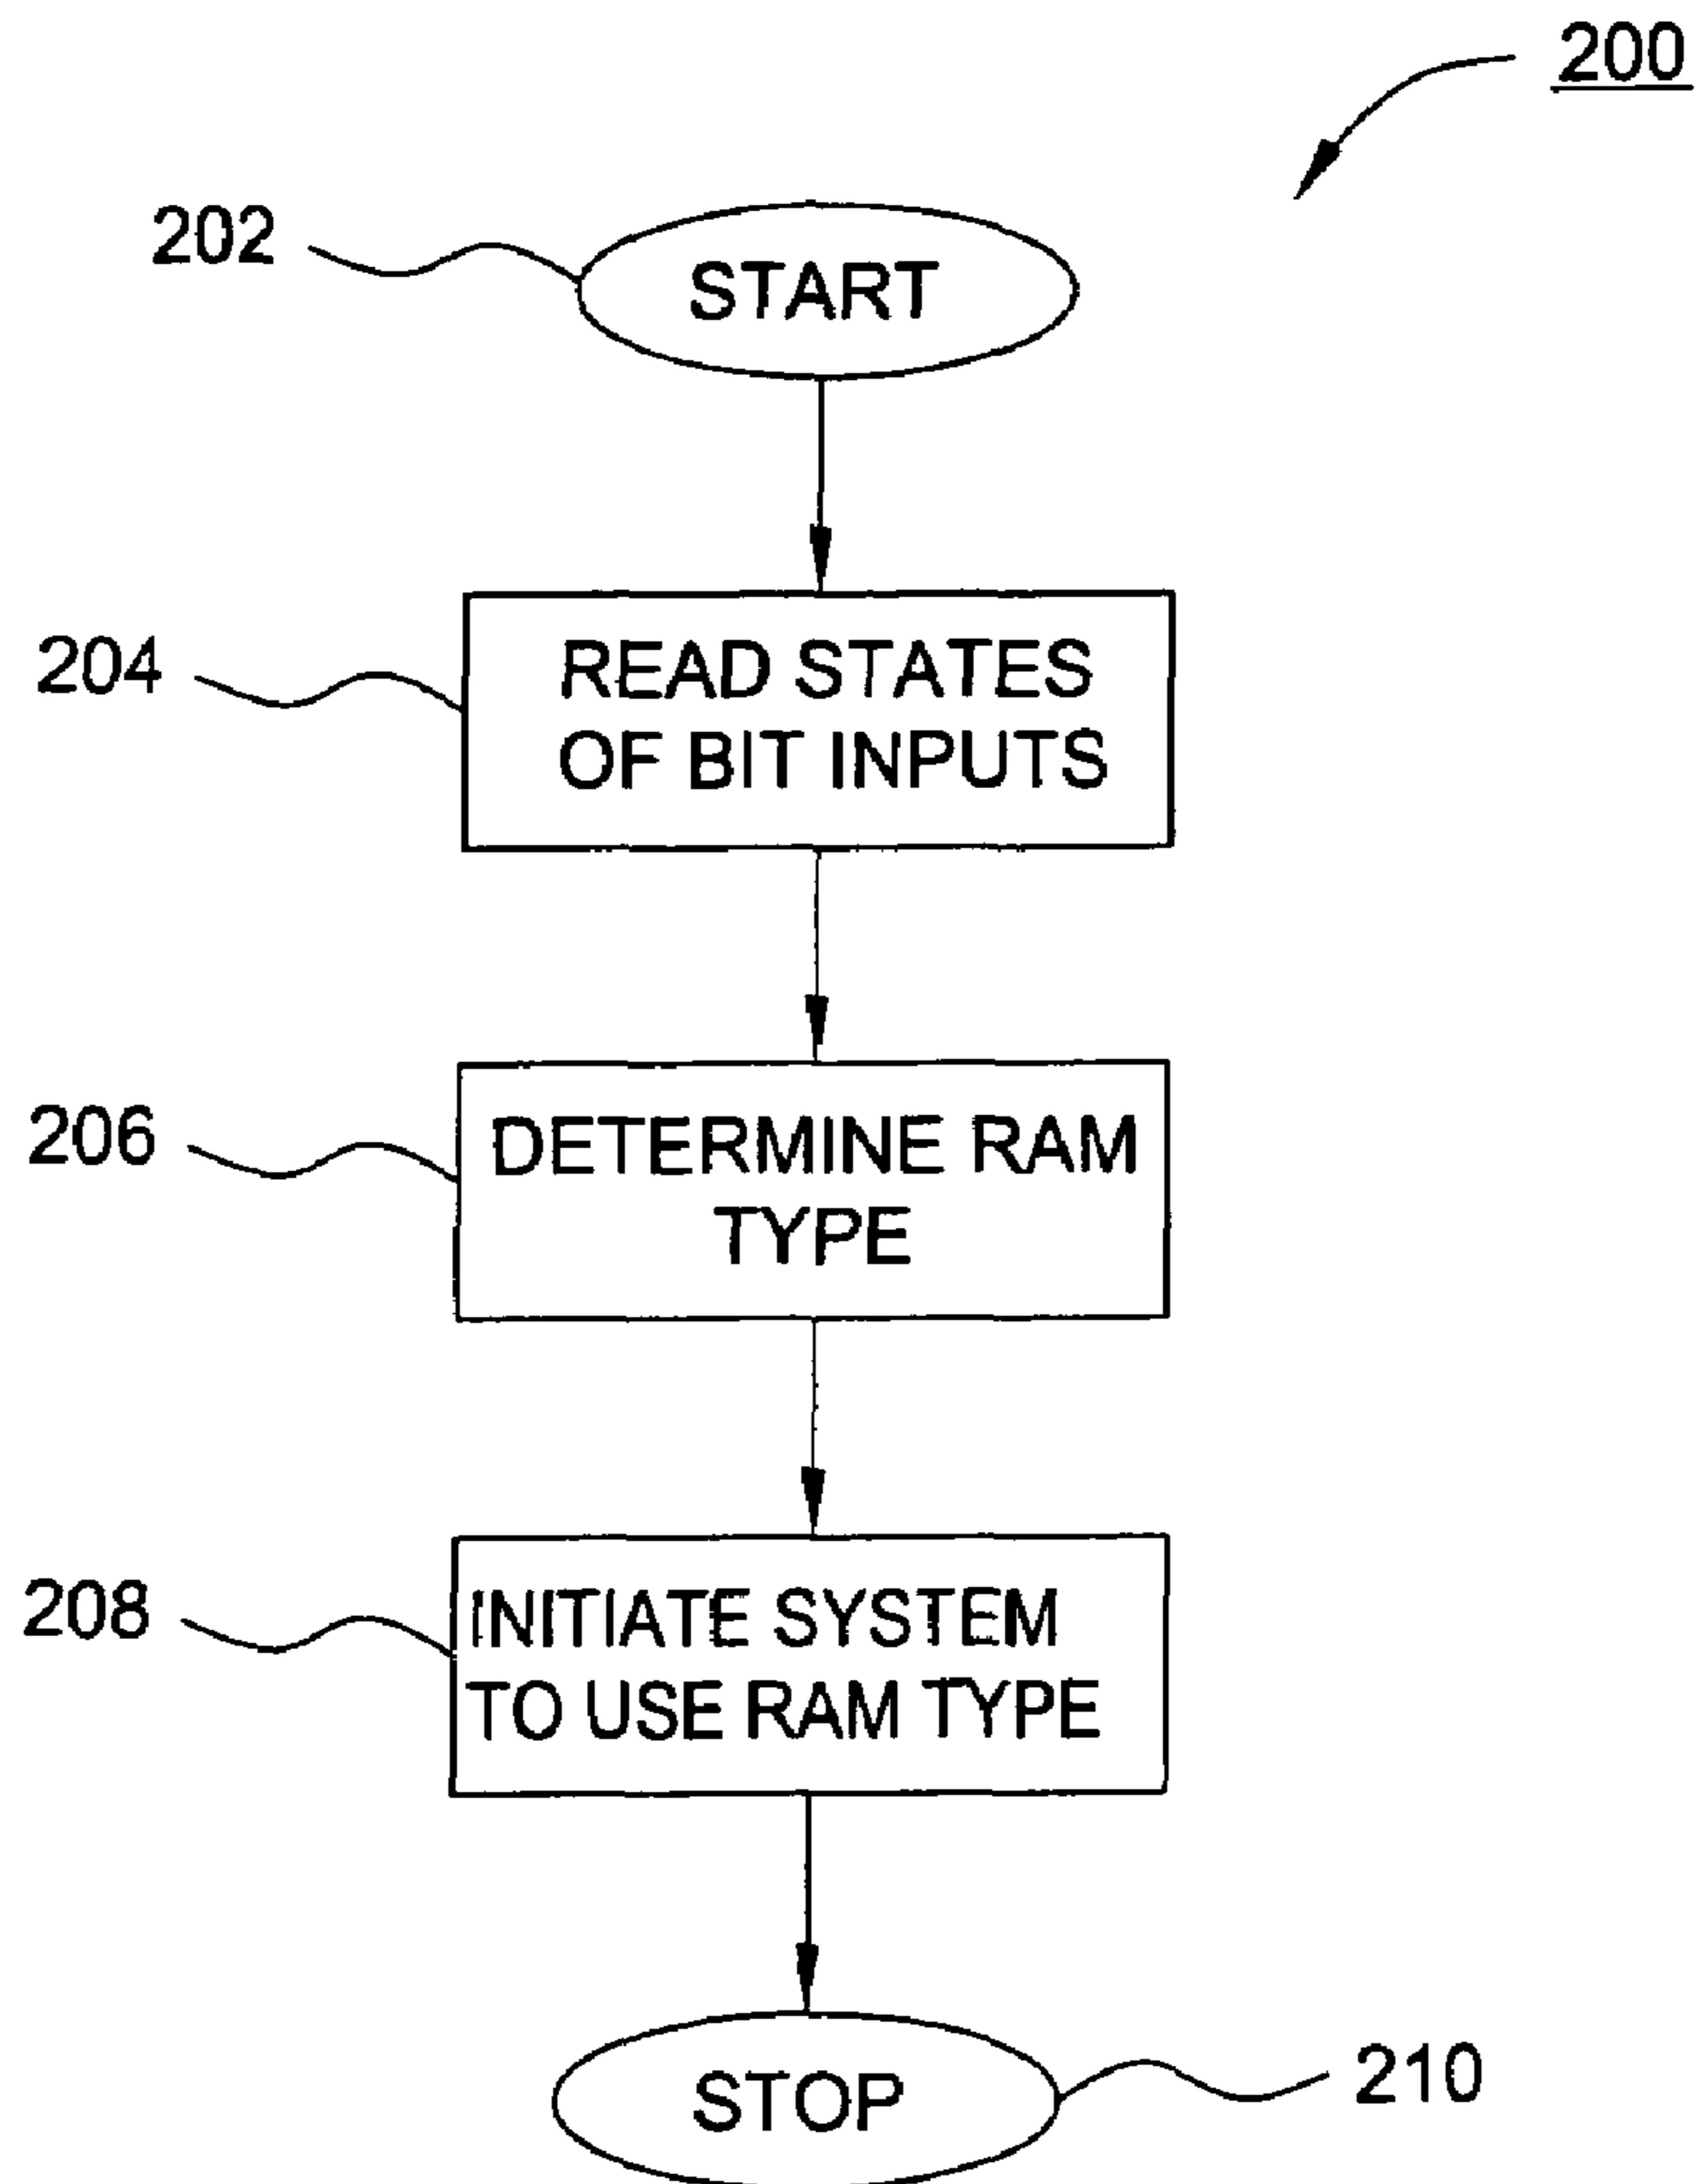 200
202
START
204
READ STATES
OF BIT INPUTS
206
DETERMINE RAM
TYPE
208
INITIATE SYSTEM
TO USE RAM TYPE
STOP
210